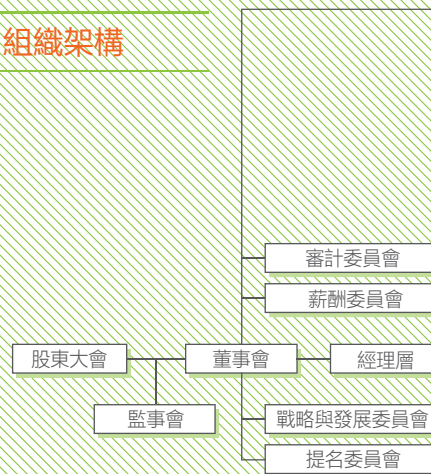 組織架構
審計委員會
薪酬委員會
股東大會
董事會
經理層
監事會
戰略與發展委員會
提名委員會